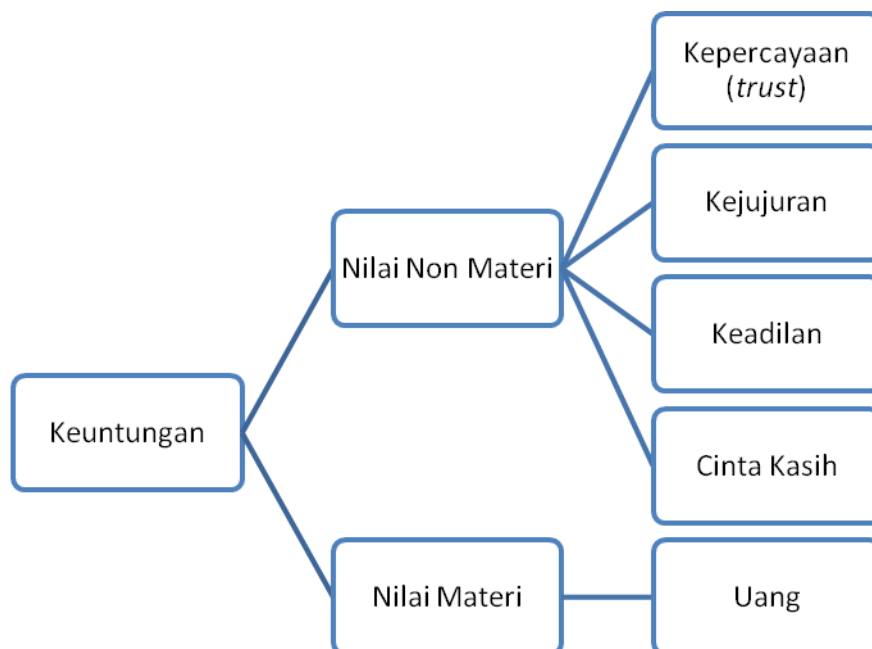 Keuntungan
Nilai Non Materi
Kepercayaan
(trust)
Kejujuran
Keadilan
Cinta Kasih
Nilai Materi
Uang